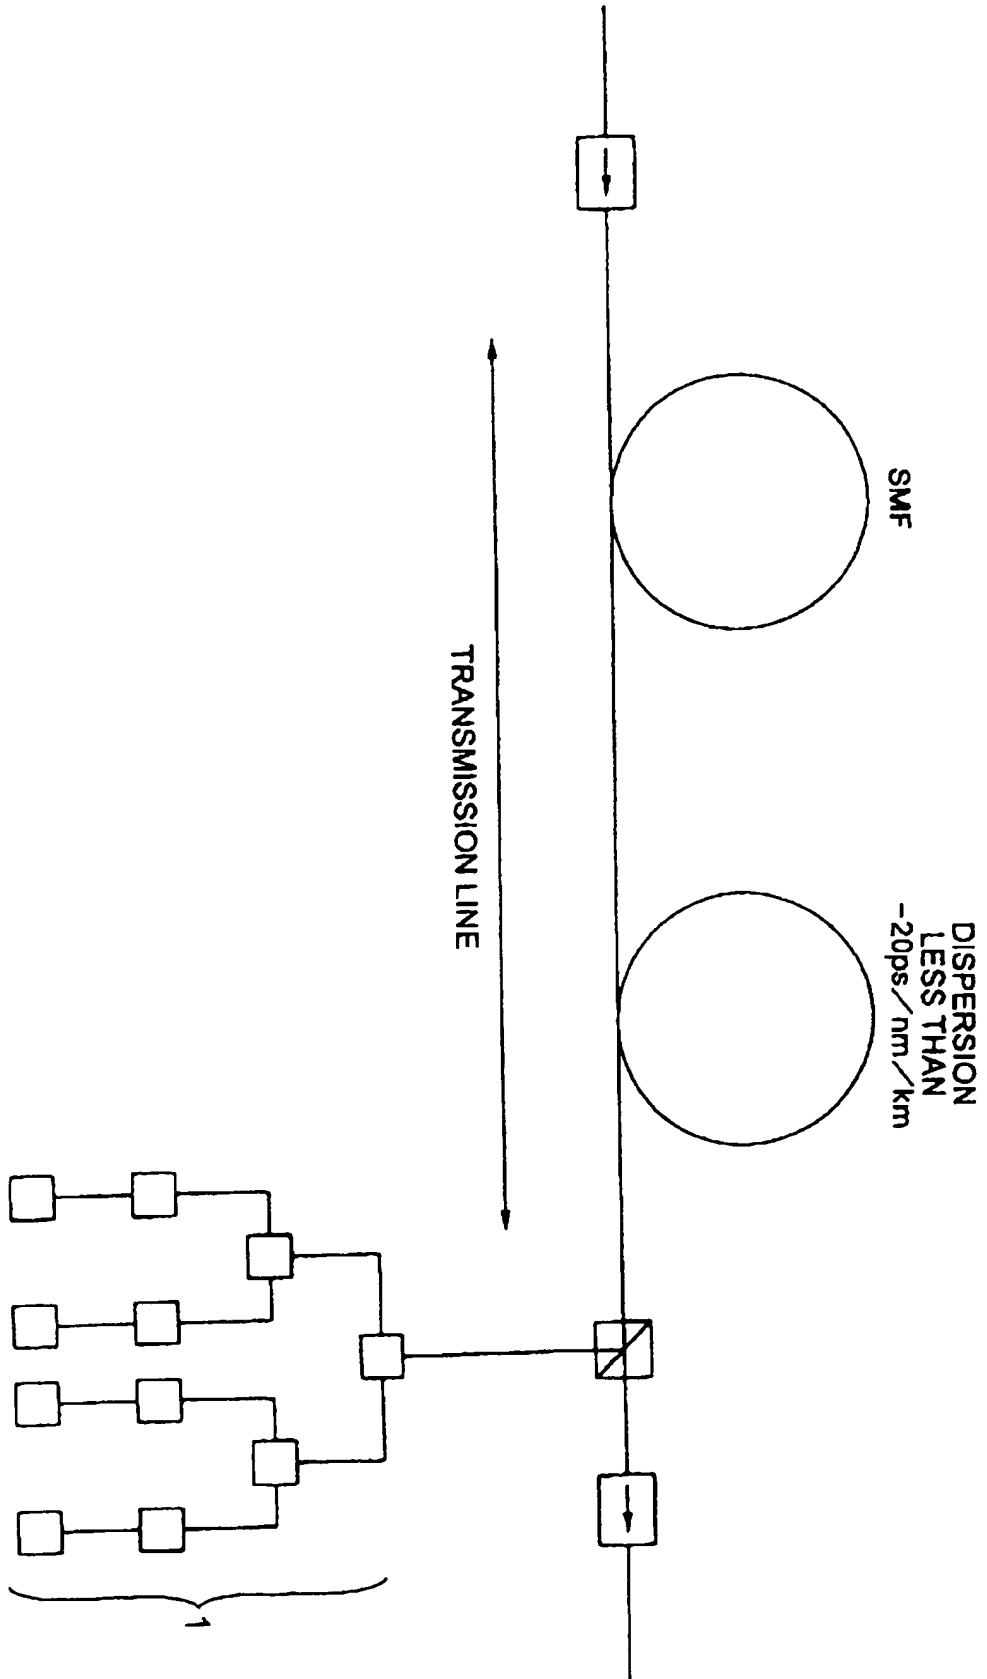 SMF
DISPERSION
LESS THAN
-20ps/nm/km
TRANSMISSION LINE
1